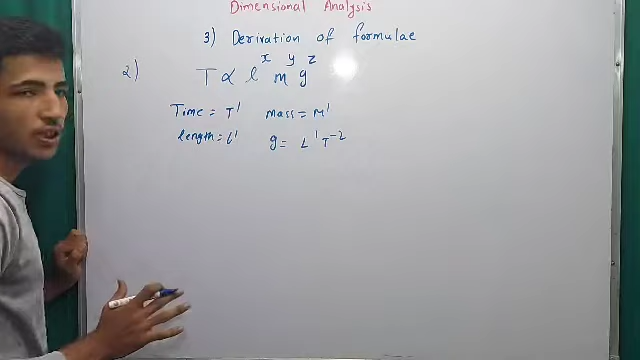 Dimensional Analysis
3) Derivation of formulae
2) T ∝ l^x m^y g^z
Time = T^1 mass = M^1
length = L^1 g = L^1 T^-2